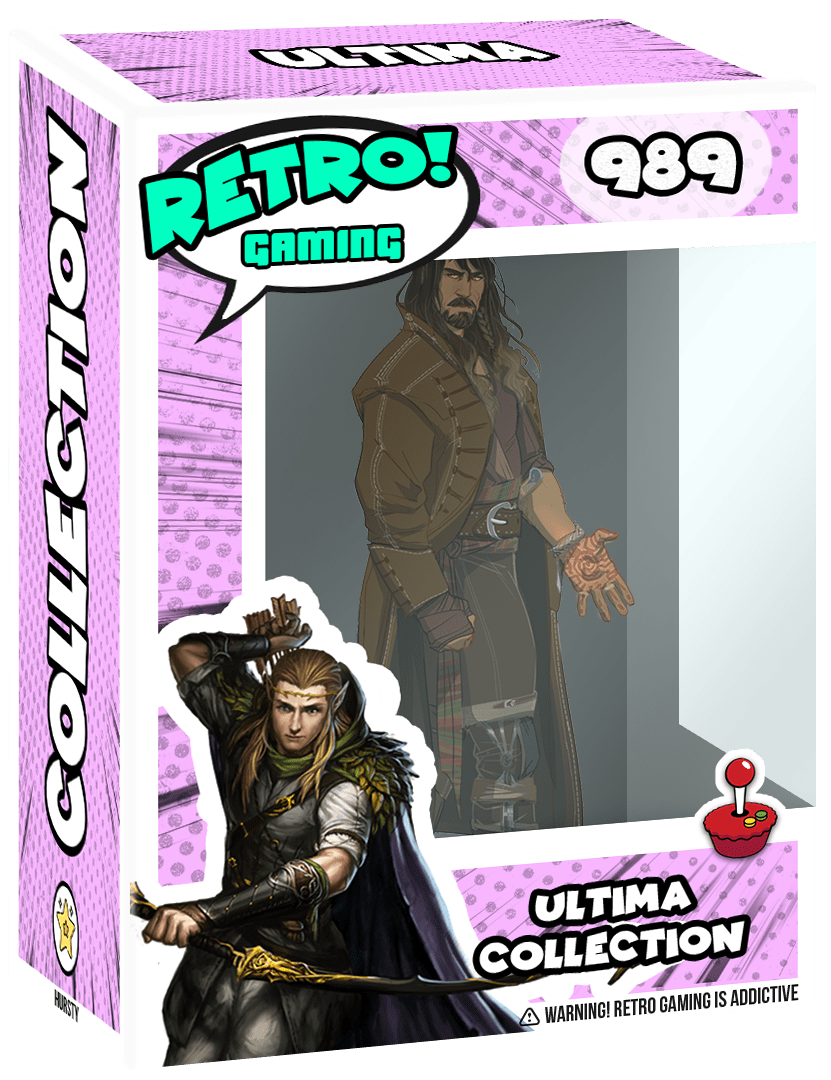 ULTIMA
RETRO!
GAMING
989
COLLECTION
ULTIMA
COLLECTION
WARNING! RETRO GAMING IS ADDICTIVE
HURSTY